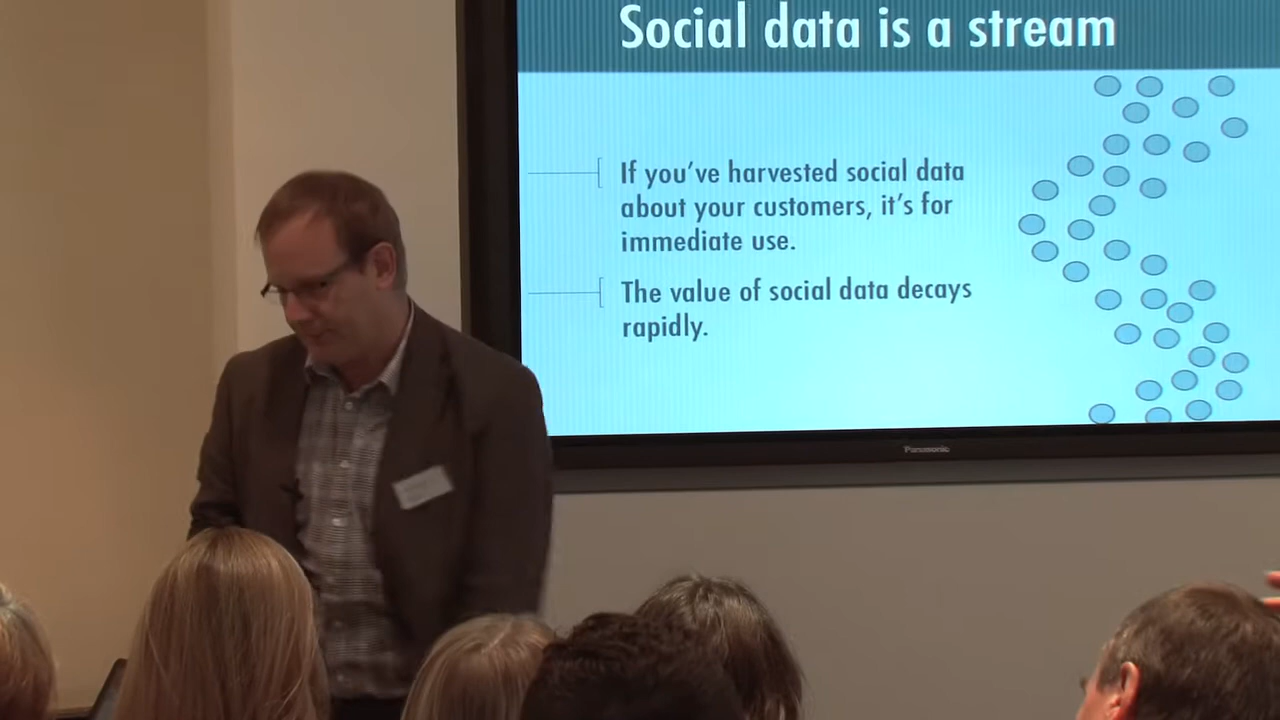 Social data is a stream
If you've harvested social data
about your customers, it's for
immediate use.
The value of social data decays
rapidly.
Panasonic